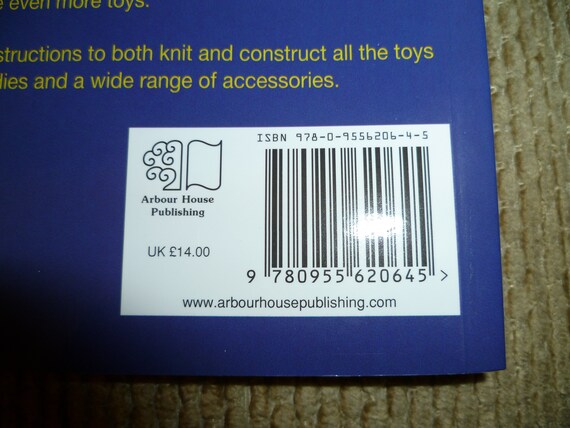 even more toys.
structions to both knit and construct all the toys
lies and a wide range of accessories.
ISBN 978-0-9556206-4-5
Arbour House
Publishing
UK £14.00
9 780955 620645 >
www.arbourhousepublishing.com